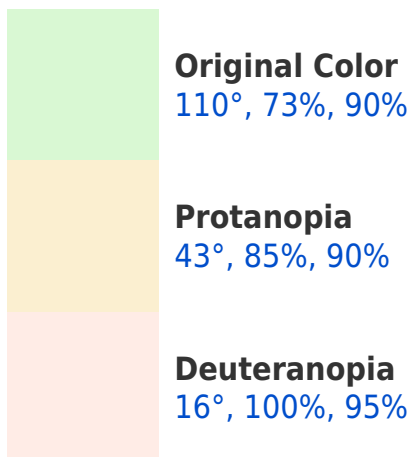 Original Color
110°, 73%, 90%
Protanopia
43°, 85%, 90%
Deuteranopia
16°, 100%, 95%